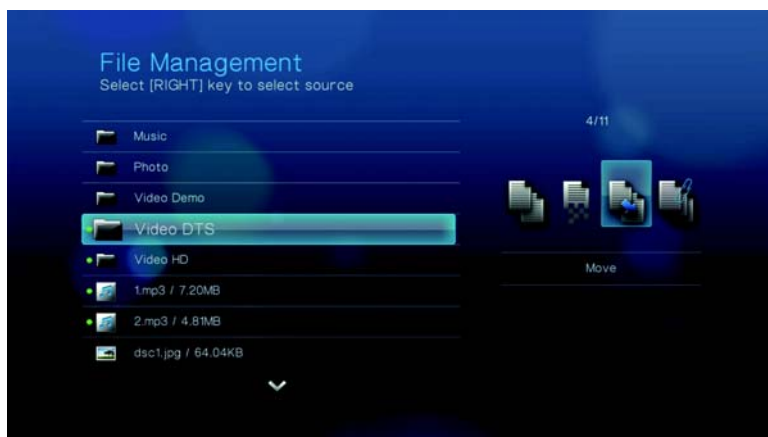 File Management
Select [RIGHT] key to select source
4/11
Music
Photo
Video Demo
Video DTS
Video HD
Move
1.mp3 / 7.20MB
2.mp3 / 4.81MB
dsc1.jpg / 64.04KB